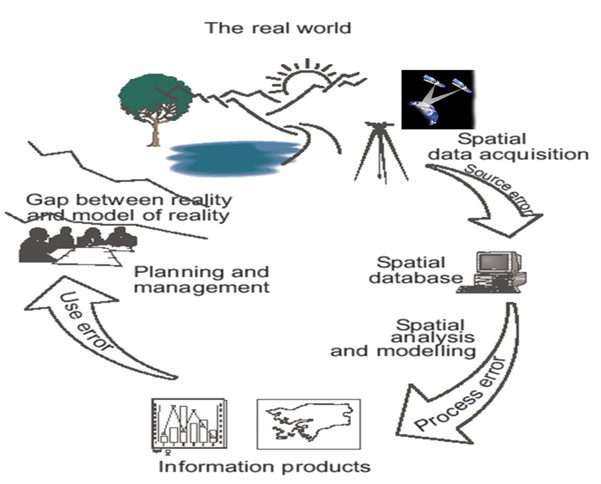 The real world
Spatial
data acquisition
Source error
Gap between reality
and model of reality
Planning and
management
Spatial
database
Use error
Spatial
analysis
and modelling
Process error
Information products